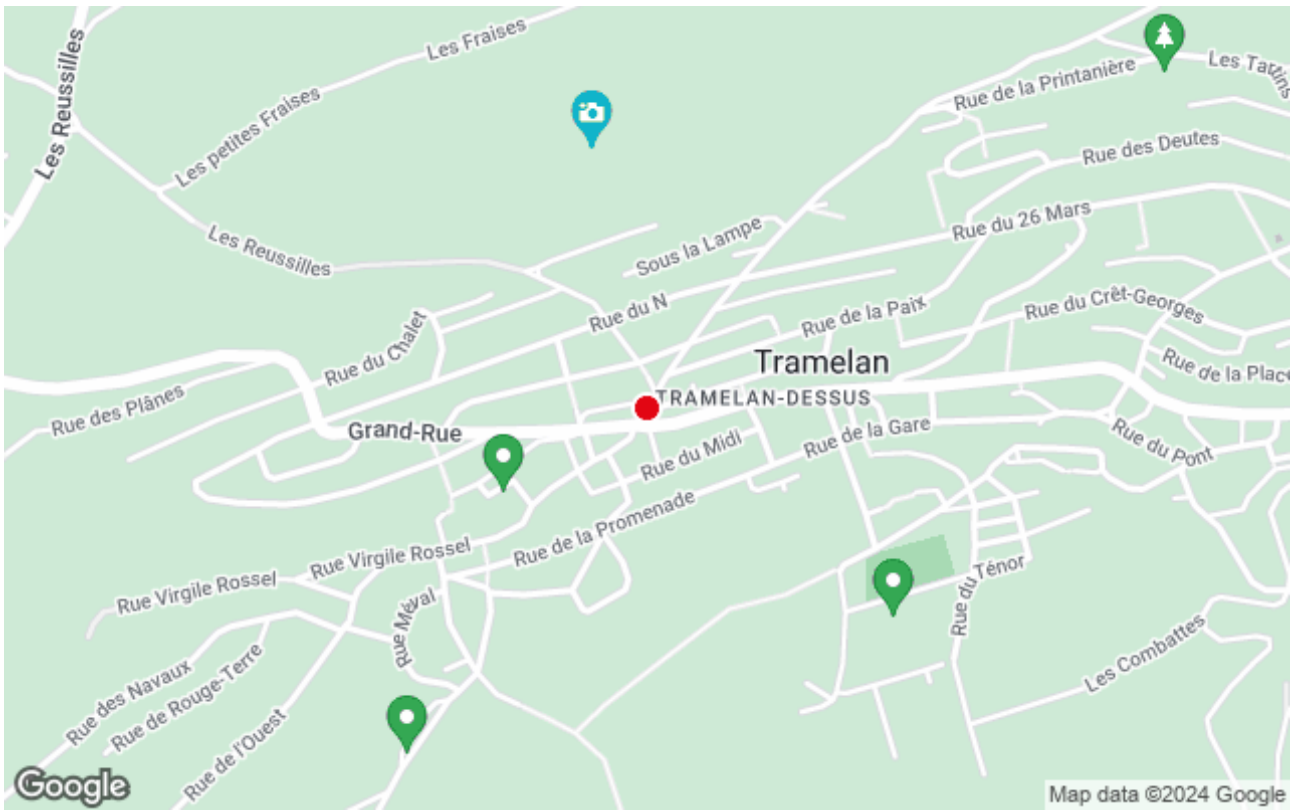 Les Reussilles
Les Fraises
Les petites Fraises
Rue de la Printanière
Les Tartins
Rue des Deutes
Les Reussilles
Sous la Lampe
Rue du 26 Mars
Rue du N
Rue de la Paix
Rue du Crêt-Georges
Rue du Chalet
Tramelan
Rue de la Place
Rue des Plânes
TRAMELAN-DESSUS
Grand-Rue
Rue du Midi
Rue de la Gare
Rue du Pont
Rue de la Promenade
Rue Virgile Rossel
Rue Virgile Rossel
Rue Méval
Rue du Ténor
Les Combattes
Rue des Navaux
Rue de Rouge-Terre
Rue de l'Ouest
Google
Map data ©2024 Google